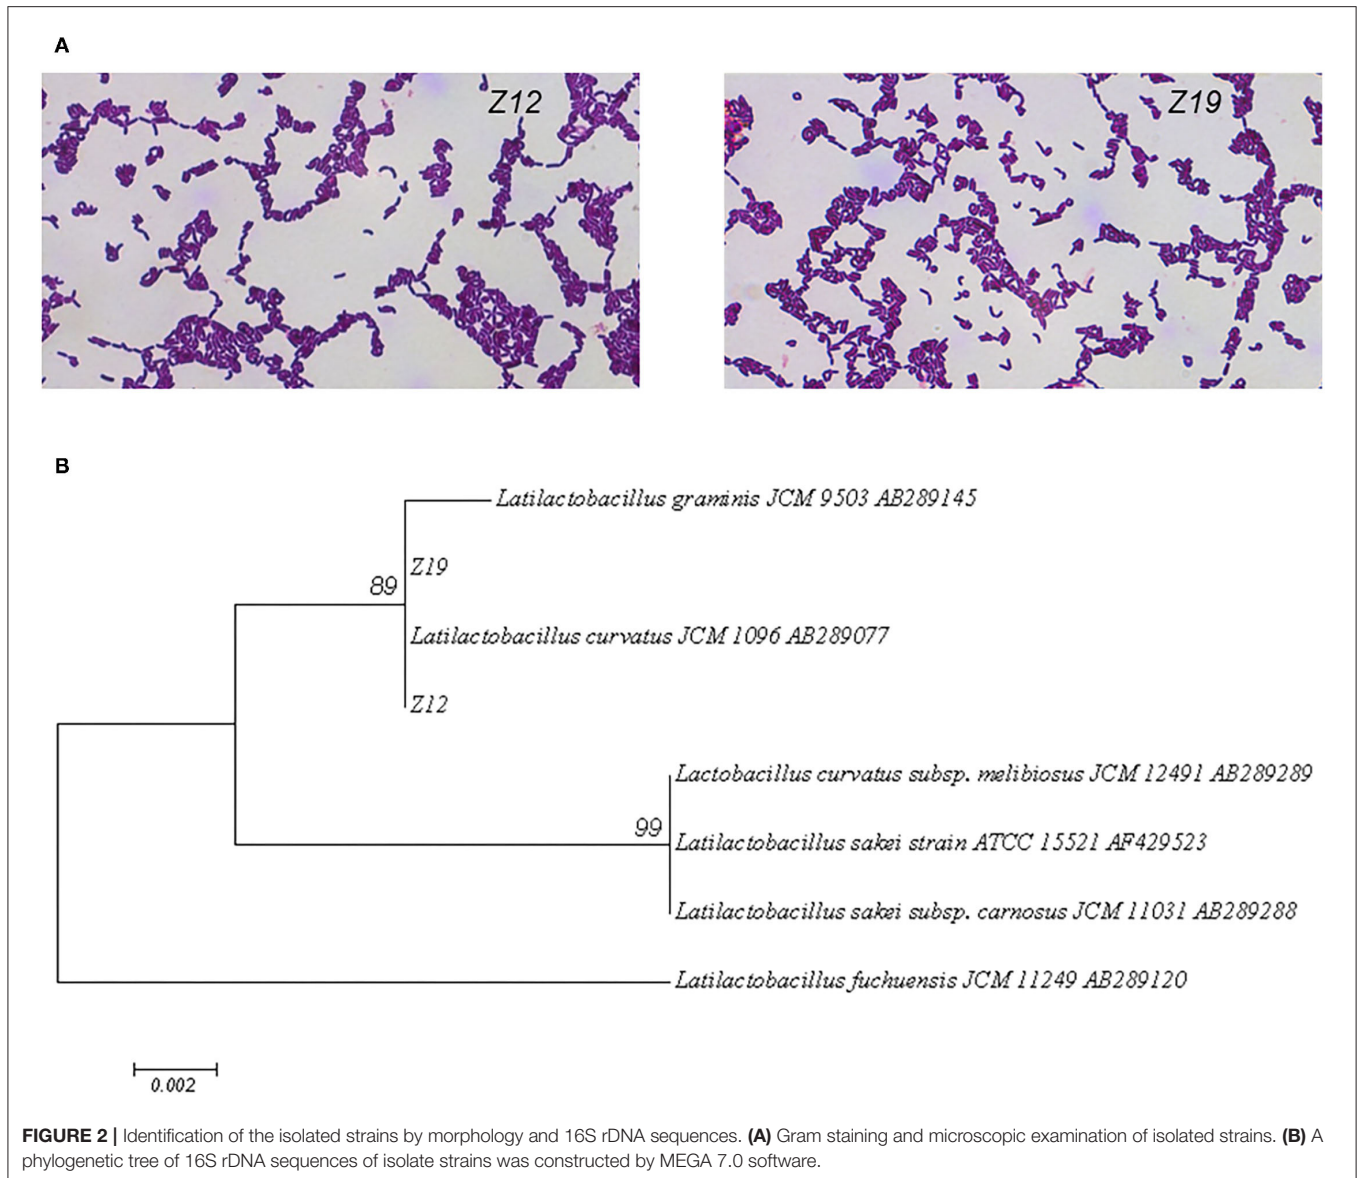 A
Z12
Z19
B
Latilactobacillus graminis JCM 9503 AB289145
Z19
89
Latilactobacillus curvatus JCM 1096 AB289077
Z12
Lactobacillus curvatus subsp. melibiosus JCM 12491 AB289289
99
Latilactobacillus sakei strain ATCC 15521 AF429523
Latilactobacillus sakei subsp. carnosus JCM 11031 AB289288
Latilactobacillus fuchuensis JCM 11249 AB289120
0.002
FIGURE 2 | Identification of the isolated strains by morphology and 16S rDNA sequences. (A) Gram staining and microscopic examination of isolated strains. (B) A
phylogenetic tree of 16S rDNA sequences of isolate strains was constructed by MEGA 7.0 software.